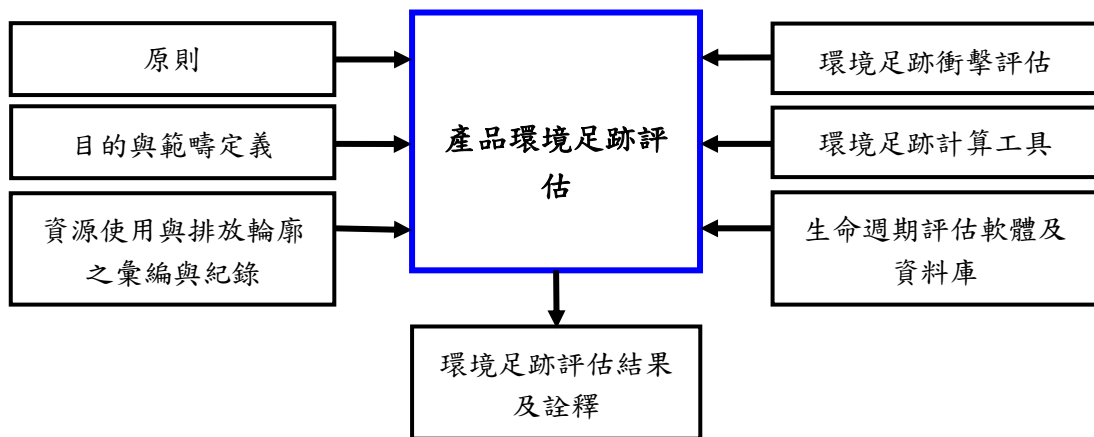 原則
目的與範疇定義
資源使用與排放輪廓
之彙編與紀錄
產品環境足跡評
估
環境足跡衝擊評估
環境足跡計算工具
生命週期評估軟體及
資料庫
環境足跡評估結果
及詮釋